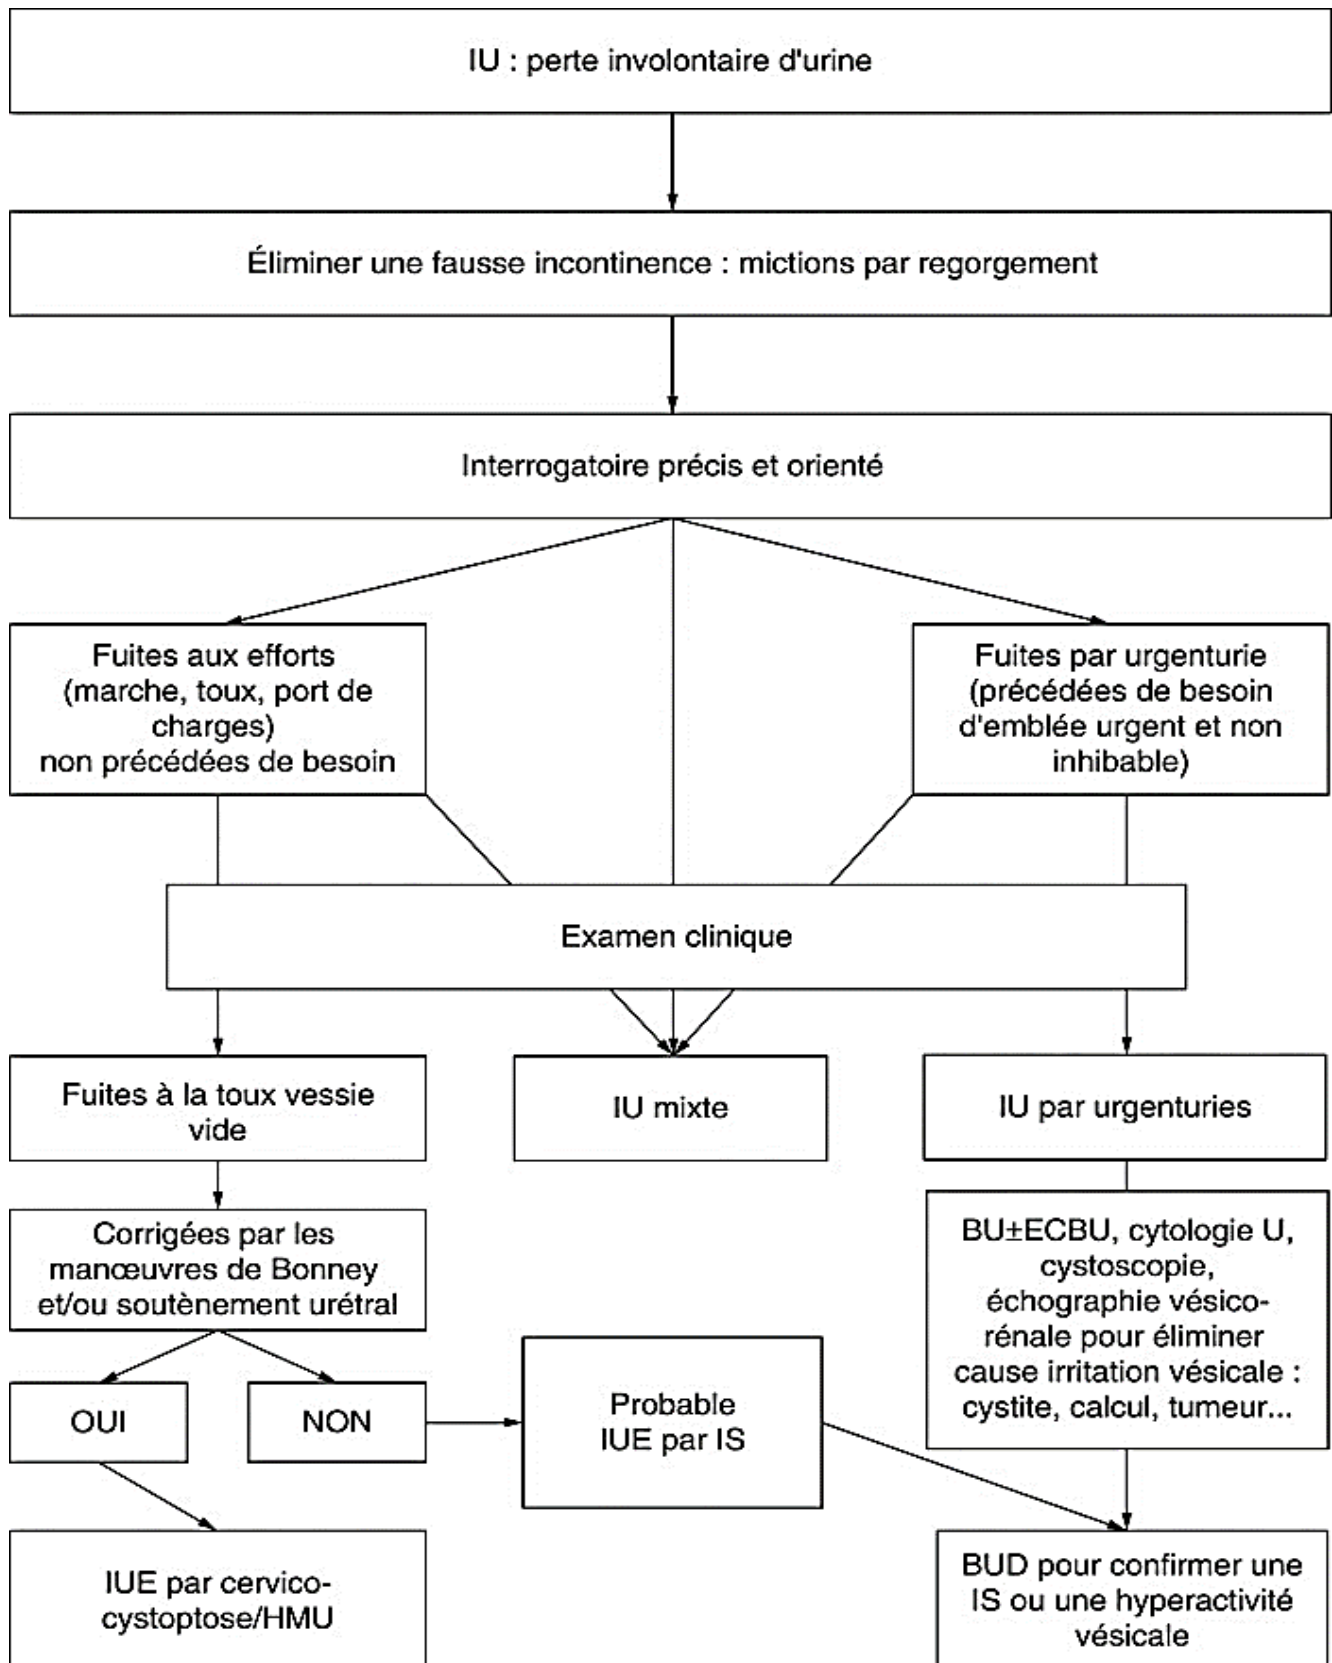 IU : perte involontaire d'urine
Éliminer une fausse incontinence : mictions par regorgement
Interrogatoire précis et orienté
Fuites aux efforts
(marche, toux, port de
charges)
non précédées de besoin
Fuites par urgenturie
(précédées de besoin
d'emblée urgent et non
inhibable)
Examen clinique
Fuites à la toux vessie
vide
IU mixte
IU par urgenturies
Corrigées par les
manœuvres de Bonney
et/ou soutènement urétral
BU±ECBU, cytologie U,
cystoscopie,
échographie vésico-
rénale pour éliminer
cause irritation vésicale :
cystite, calcul, tumeur...
OUI
NON
Probable
IUE par IS
IUE par cervico-
cystoptose/HMU
BUD pour confirmer une
IS ou une hyperactivité
vésicale